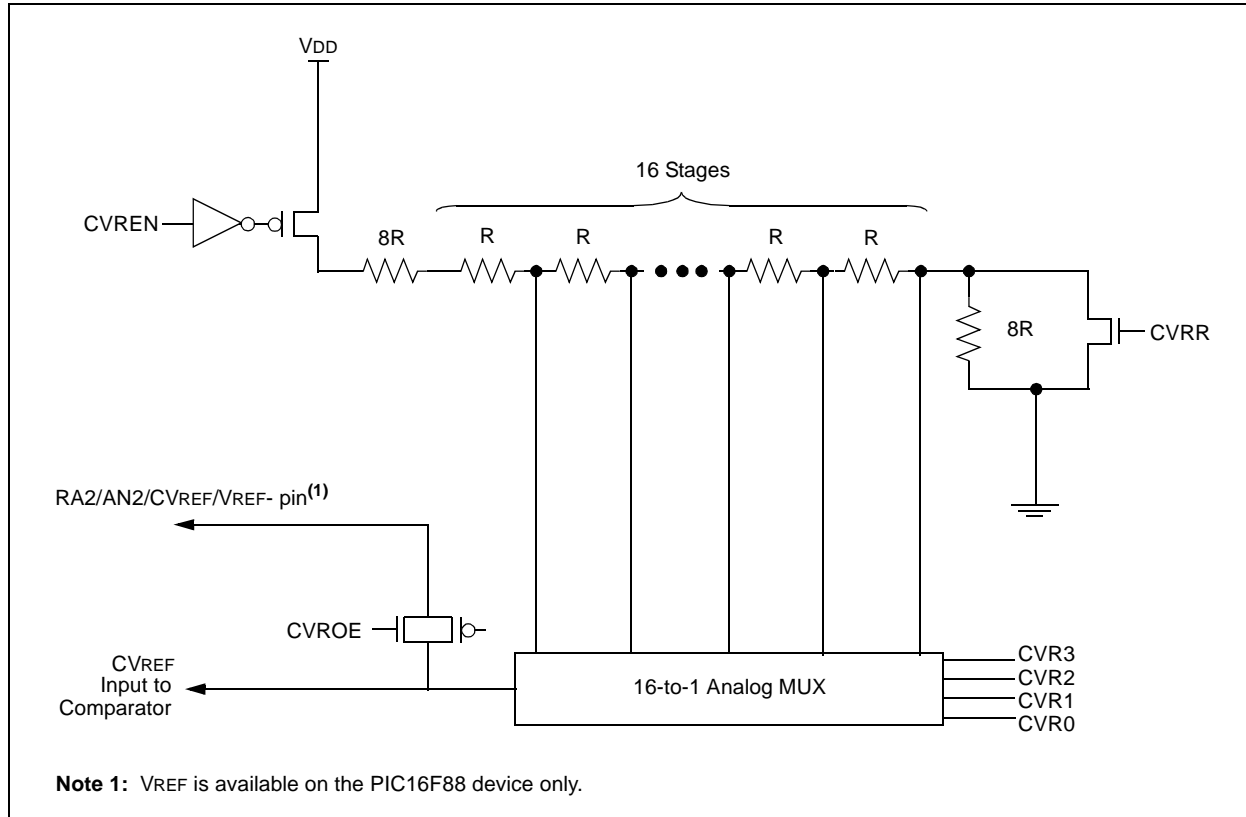 VDD
16 Stages
CVREN
8R
R
R
R
R
8R
CVRR
RA2/AN2/CVREF/VREF- pin(1)
CVROE
CVREF
Input to
Comparator
16-to-1 Analog MUX
CVR3
CVR2
CVR1
CVR0
Note 1: VREF is available on the PIC16F88 device only.